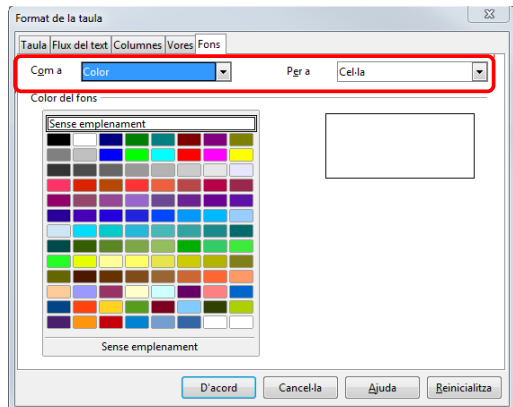 Format de la taula
Taula Flux del text Columnes Vores Fons
Com a Color Per a Cel·la
Color del fons
Sense emplenament
Sense emplenament
D'acord Cancel·la Ajuda Reinicialitza